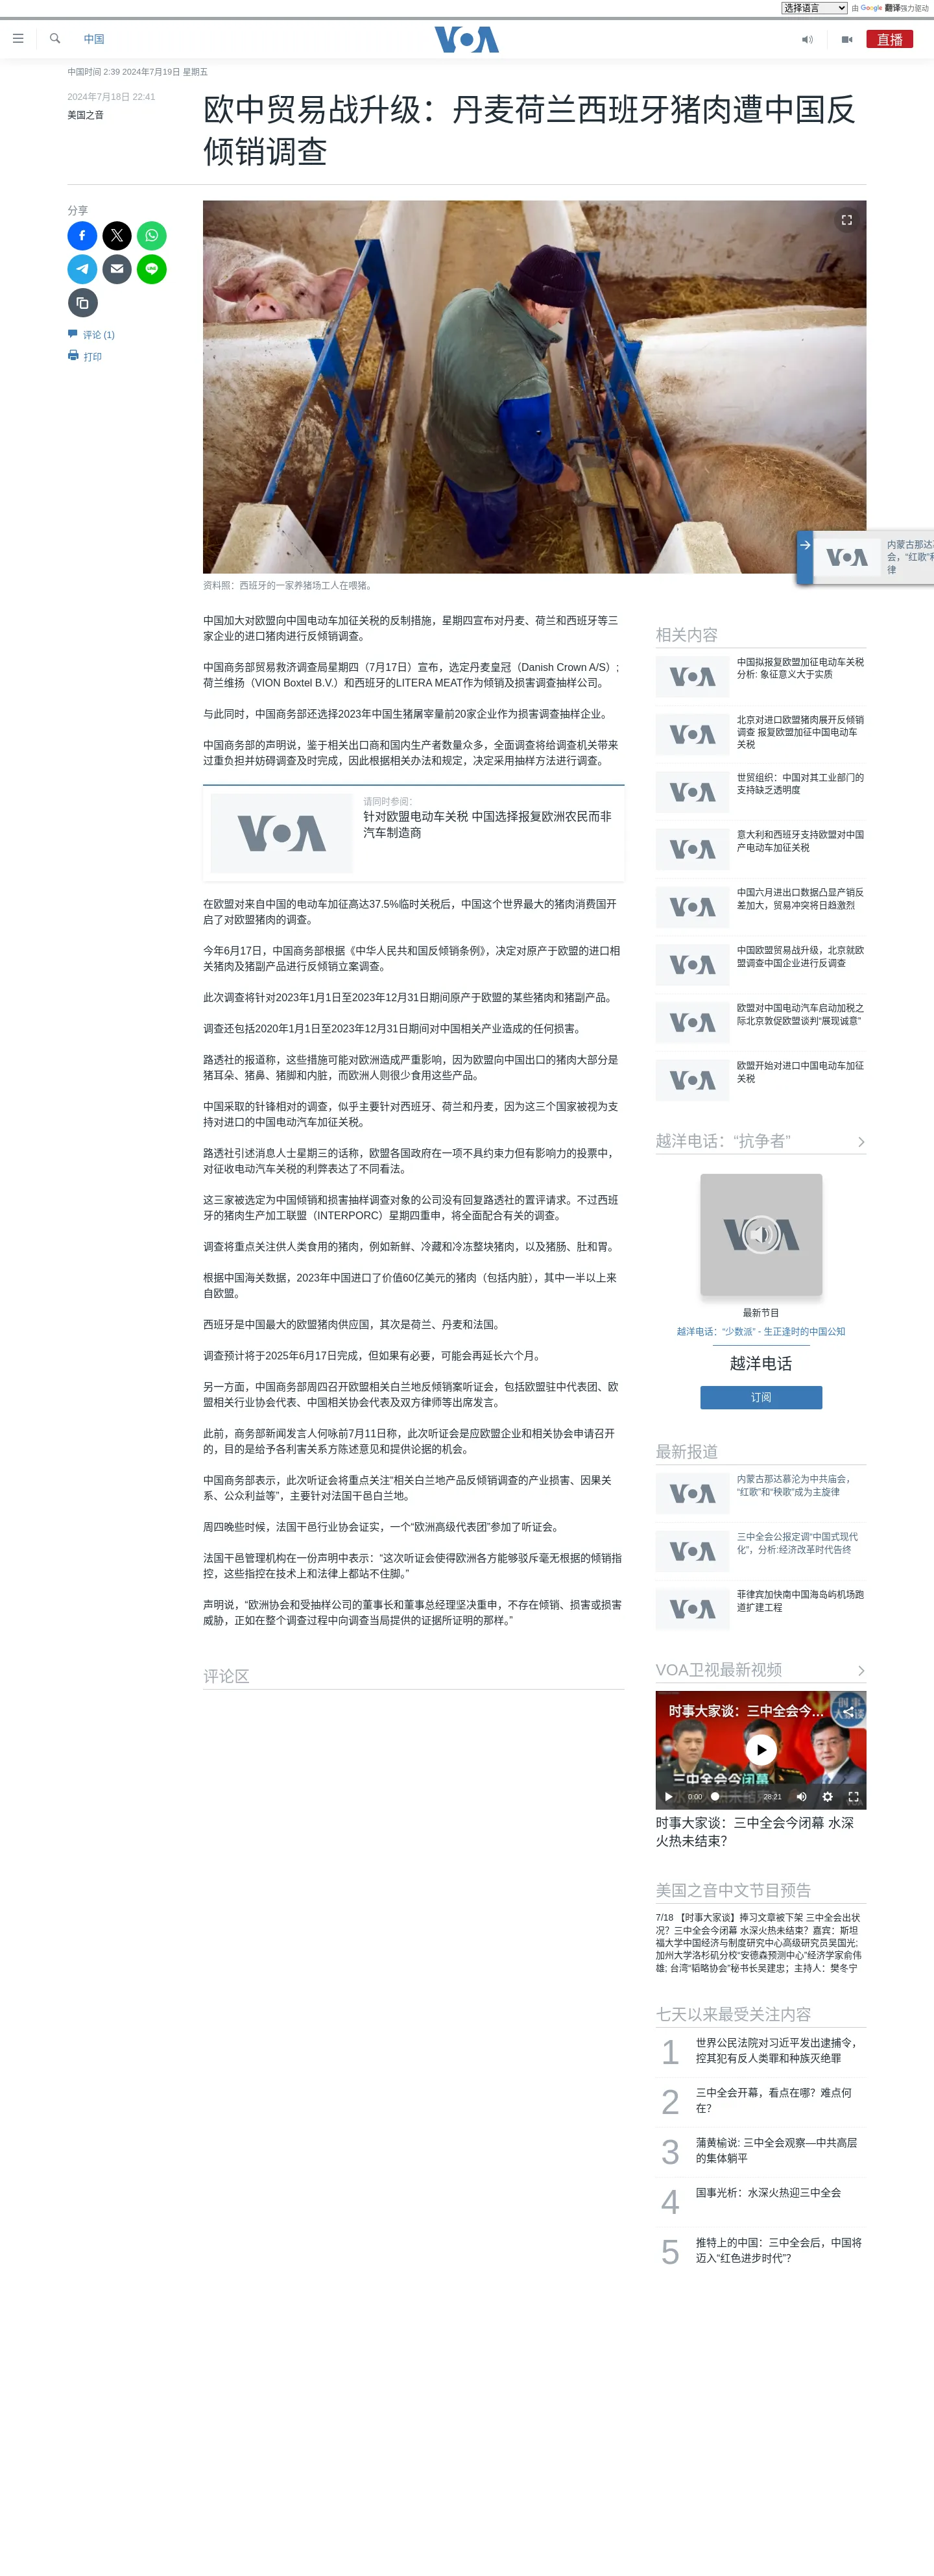 选择语言 由 Google 翻译强力驱动
中国
VOA
直播
中国时间 2:39 2024年7月19日 星期五
2024年7月18日 22:41
美国之音
欧中贸易战升级：丹麦荷兰西班牙猪肉遭中国反
倾销调查
分享
评论 (1)
打印
资料照：西班牙的一家养猪场工人在喂猪。
中国加大对欧盟向中国电动车加征关税的反制措施，星期四宣布对丹麦、荷兰和西班牙等三
家企业的进口猪肉进行反倾销调查。
中国商务部贸易救济调查局星期四（7月17日）宣布，选定丹麦皇冠（Danish Crown A/S）;
荷兰维扬（VION Boxtel B.V.）和西班牙的LITERA MEAT作为倾销及损害调查抽样公司。
与此同时，中国商务部还选择2023年中国生猪屠宰量前20家企业作为损害调查抽样企业。
中国商务部的声明说，鉴于相关出口商和国内生产者数量众多，全面调查将给调查机关带来
过重负担并妨碍调查及时完成，因此根据相关办法和规定，决定采用抽样方法进行调查。
VOA
请同时参阅：
针对欧盟电动车关税 中国选择报复欧洲农民而非
汽车制造商
在欧盟对来自中国的电动车加征高达37.5%临时关税后，中国这个世界最大的猪肉消费国开
启了对欧盟猪肉的调查。
今年6月17日，中国商务部根据《中华人民共和国反倾销条例》，决定对原产于欧盟的进口相
关猪肉及猪副产品进行反倾销立案调查。
此次调查将针对2023年1月1日至2023年12月31日期间原产于欧盟的某些猪肉和猪副产品。
调查还包括2020年1月1日至2023年12月31日期间对中国相关产业造成的任何损害。
路透社的报道称，这些措施可能对欧洲造成严重影响，因为欧盟向中国出口的猪肉大部分是
猪耳朵、猪鼻、猪脚和内脏，而欧洲人则很少食用这些产品。
中国采取的针锋相对的调查，似乎主要针对西班牙、荷兰和丹麦，因为这三个国家被视为支
持对进口的中国电动汽车加征关税。
路透社引述消息人士星期三的话称，欧盟各国政府在一项不具约束力但有影响力的投票中，
对征收电动汽车关税的利弊表达了不同看法。
这三家被选定为中国倾销和损害抽样调查对象的公司没有回复路透社的置评请求。不过西班
牙的猪肉生产加工联盟（INTERPORC）星期四重申，将全面配合有关的调查。
调查将重点关注供人类食用的猪肉，例如新鲜、冷藏和冷冻整块猪肉，以及猪肠、肚和胃。
根据中国海关数据，2023年中国进口了价值60亿美元的猪肉（包括内脏），其中一半以上来
自欧盟。
西班牙是中国最大的欧盟猪肉供应国，其次是荷兰、丹麦和法国。
调查预计将于2025年6月17日完成，但如果有必要，可能会再延长六个月。
另一方面，中国商务部周四召开欧盟相关白兰地反倾销案听证会，包括欧盟驻中代表团、欧
盟相关行业协会代表、中国相关协会代表及双方律师等出席发言。
此前，商务部新闻发言人何咏前7月11日称，此次听证会是应欧盟企业和相关协会申请召开
的，目的是给予各利害关系方陈述意见和提供论据的机会。
中国商务部表示，此次听证会将重点关注“相关白兰地产品反倾销调查的产业损害、因果关
系、公众利益等”，主要针对法国干邑白兰地。
周四晚些时候，法国干邑行业协会证实，一个“欧洲高级代表团”参加了听证会。
法国干邑管理机构在一份声明中表示：“这次听证会使得欧洲各方能够驳斥毫无根据的倾销指
控，这些指控在技术上和法律上都站不住脚。”
声明说，“欧洲协会和受抽样公司的董事长和董事总经理坚决重申，不存在倾销、损害或损害
威胁，正如在整个调查过程中向调查当局提供的证据所证明的那样。”
评论区
VOA
相关内容
VOA
中国拟报复欧盟加征电动车关税
分析: 象征意义大于实质
VOA
北京对进口欧盟猪肉展开反倾销
调查 报复欧盟加征中国电动车
关税
VOA
世贸组织：中国对其工业部门的
支持缺乏透明度
VOA
意大利和西班牙支持欧盟对中国
产电动车加征关税
VOA
中国六月进出口数据凸显产销反
差加大，贸易冲突将日趋激烈
VOA
中国欧盟贸易战升级，北京就欧
盟调查中国企业进行反调查
VOA
欧盟对中国电动汽车启动加税之
际北京敦促欧盟谈判“展现诚意”
VOA
欧盟开始对进口中国电动车加征
关税
越洋电话：“抗争者”
最新节目
越洋电话：“少数派” - 生正逢时的中国公知
越洋电话
订阅
最新报道
VOA
内蒙古那达慕沦为中共庙会，
“红歌”和“秧歌”成为主旋律
VOA
三中全会公报定调“中国式现代
化”，分析:经济改革时代告终
VOA
菲律宾加快南中国海岛屿机场跑
道扩建工程
VOA卫视最新视频
时事大家谈：三中全会今…
三中全会今闭幕
0:00
28:21
时事大家谈：三中全会今闭幕 水深
火热未结束？
美国之音中文节目预告
7/18 【时事大家谈】捧习文章被下架 三中全会出状
况？三中全会今闭幕 水深火热未结束？嘉宾：斯坦
福大学中国经济与制度研究中心高级研究员吴国光;
加州大学洛杉矶分校“安德森预测中心”经济学家俞伟
雄; 台湾“韬略协会”秘书长吴建忠；主持人：樊冬宁
七天以来最受关注内容
1
世界公民法院对习近平发出逮捕令，
控其犯有反人类罪和种族灭绝罪
2
三中全会开幕，看点在哪？难点何
在？
3
蒲黄榆说: 三中全会观察—中共高层
的集体躺平
4
国事光析：水深火热迎三中全会
5
推特上的中国：三中全会后，中国将
迈入“红色进步时代”？